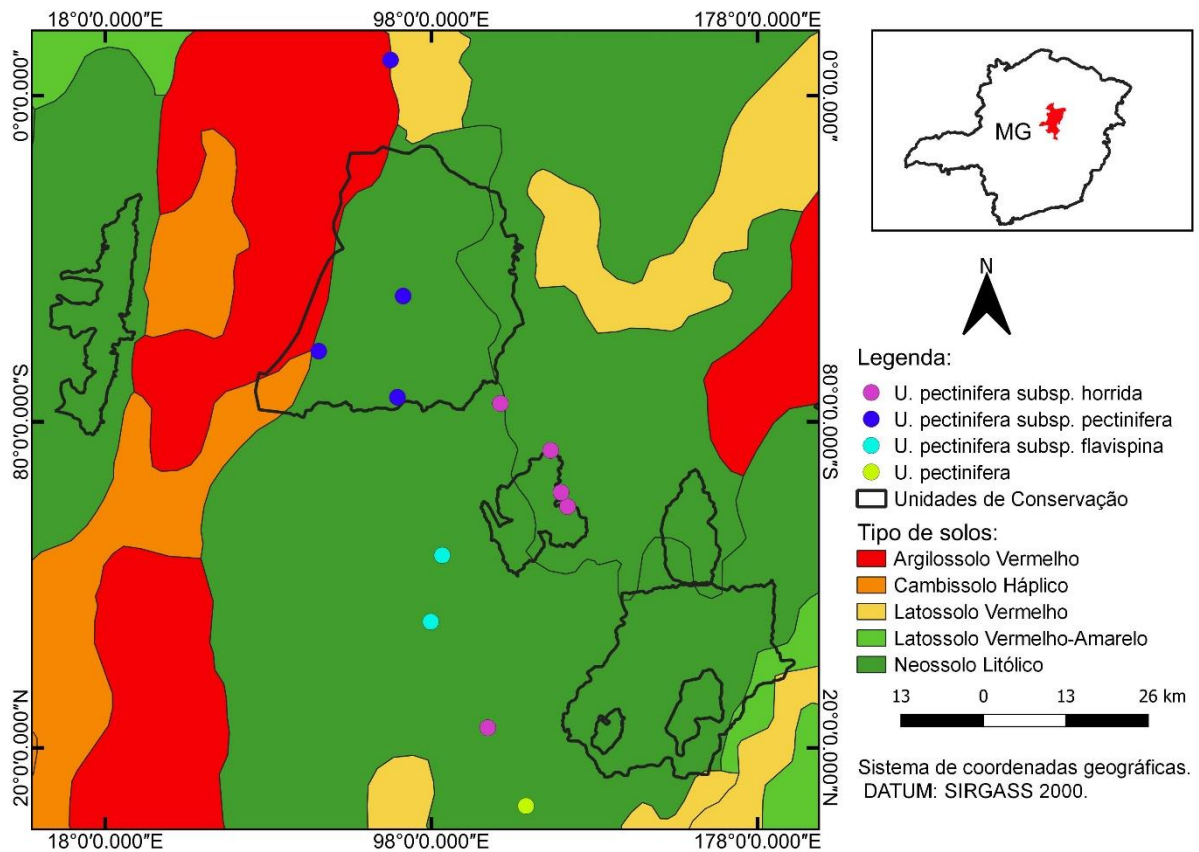 18°0'0.000"E 98°0'0.000"E 178°0'0.000"E
0°0'0.000" 0°0'0.000"
80°0'0.000"S 80°0'0.000"S
20°0'0.000"N 20°0'0.000"N
18°0'0.000"E 98°0'0.000"E 178°0'0.000"E
MG
N
Legenda:
U. pectinifera subsp. horrida
U. pectinifera subsp. pectinifera
U. pectinifera subsp. flavispina
U. pectinifera
Unidades de Conservação
Tipo de solos:
Argilossolo Vermelho
Cambissolo Háplico
Latossolo Vermelho
Latossolo Vermelho-Amarelo
Neossolo Litólico
13 0 13 26 km
Sistema de coordenadas geográficas.
DATUM: SIRGASS 2000.